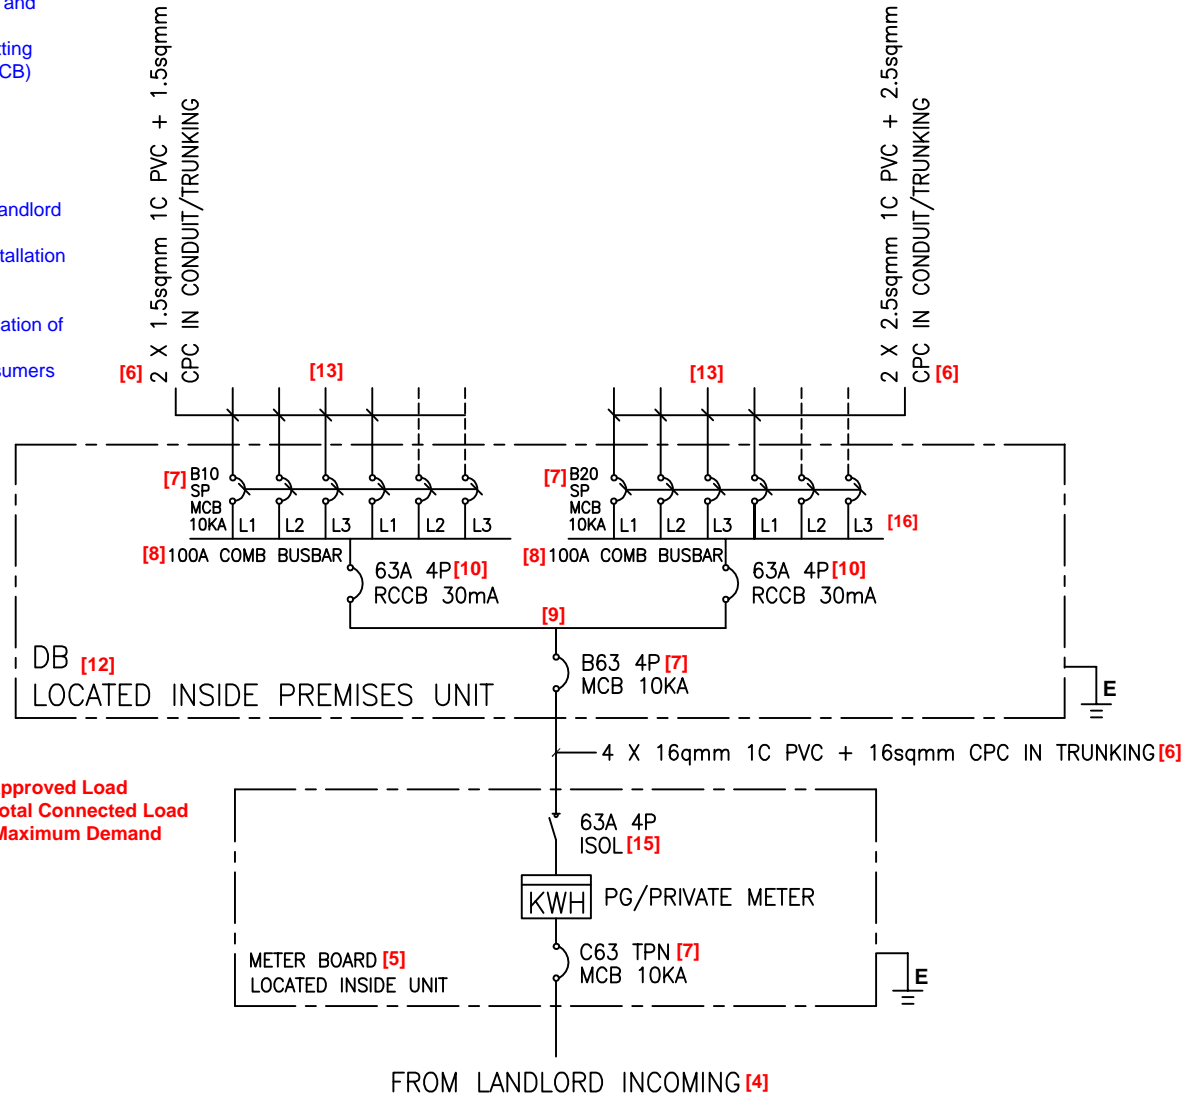 and
tting
CB)
andlord
tallation
ation of
sumers
[6]
2 X 1.5sqmm 1C PVC + 1.5sqmm
CPC IN CONDUIT/TRUNKING
[13]
[13]
2 X 2.5sqmm 1C PVC + 2.5sqmm
CPC IN CONDUIT/TRUNKING
[6]
[7] B10
SP
MCB
10KA
L1 L2 L3 L1 L2 L3
[7] B20
SP
MCB
10KA
L1 L2 L3 L1 L2 L3 [16]
[8] 100A COMB BUSBAR
[8] 100A COMB BUSBAR
63A 4P [10]
RCCB 30mA
63A 4P [10]
RCCB 30mA
[9]
DB [12]
LOCATED INSIDE PREMISES UNIT
B63 4P [7]
MCB 10KA
E
4 X 16qmm 1C PVC + 16sqmm CPC IN TRUNKING [6]
pproved Load
otal Connected Load
Maximum Demand
63A 4P
ISOL [15]
KWH PG/PRIVATE METER
METER BOARD [5]
LOCATED INSIDE UNIT
C63 TPN [7]
MCB 10KA
E
FROM LANDLORD INCOMING [4]